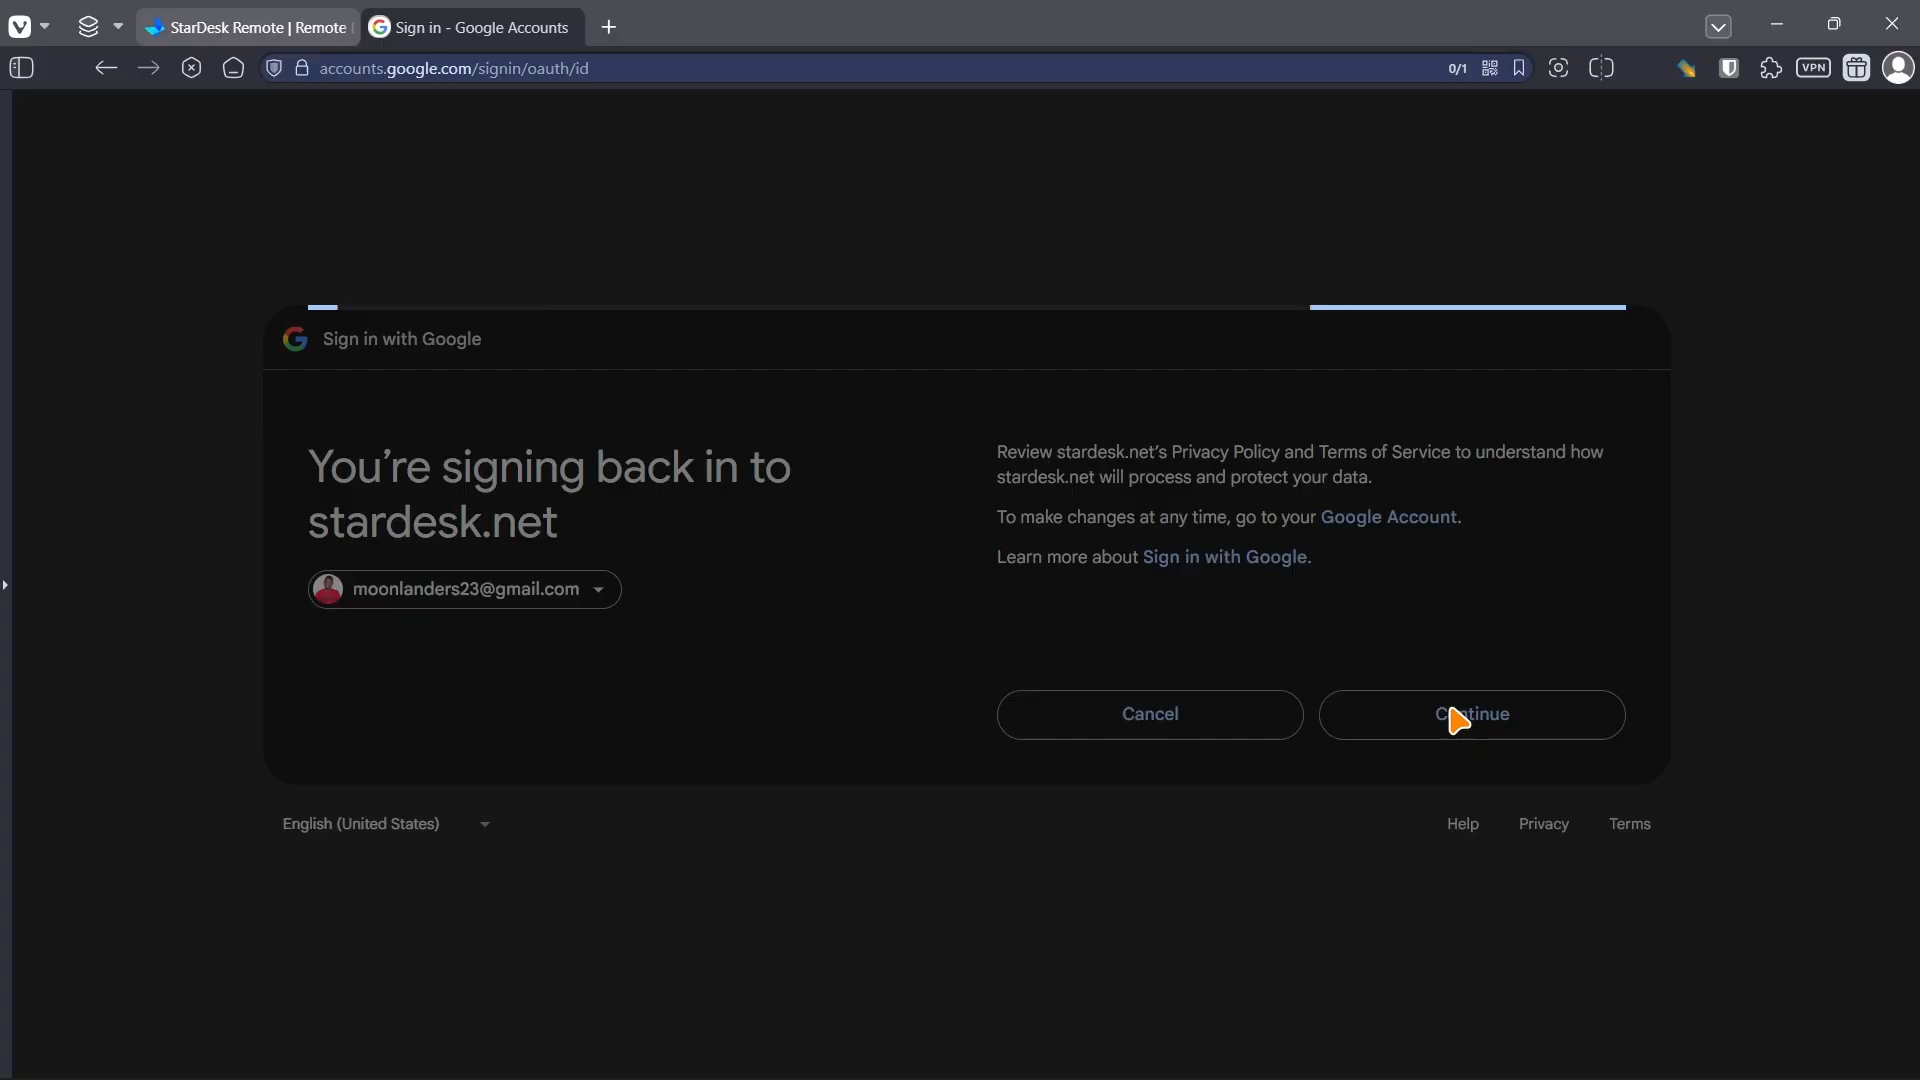 StarDesk Remote | Remote
Sign in - Google Accounts
accounts.google.com/signin/oauth/id
0/1
VPN
Sign in with Google
You're signing back in to
stardesk.net
moonlanders23@gmail.com
Review stardesk.net's Privacy Policy and Terms of Service to understand how
stardesk.net will process and protect your data.
To make changes at any time, go to your Google Account.
Learn more about Sign in with Google.
Cancel
Continue
English (United States)
Help
Privacy
Terms